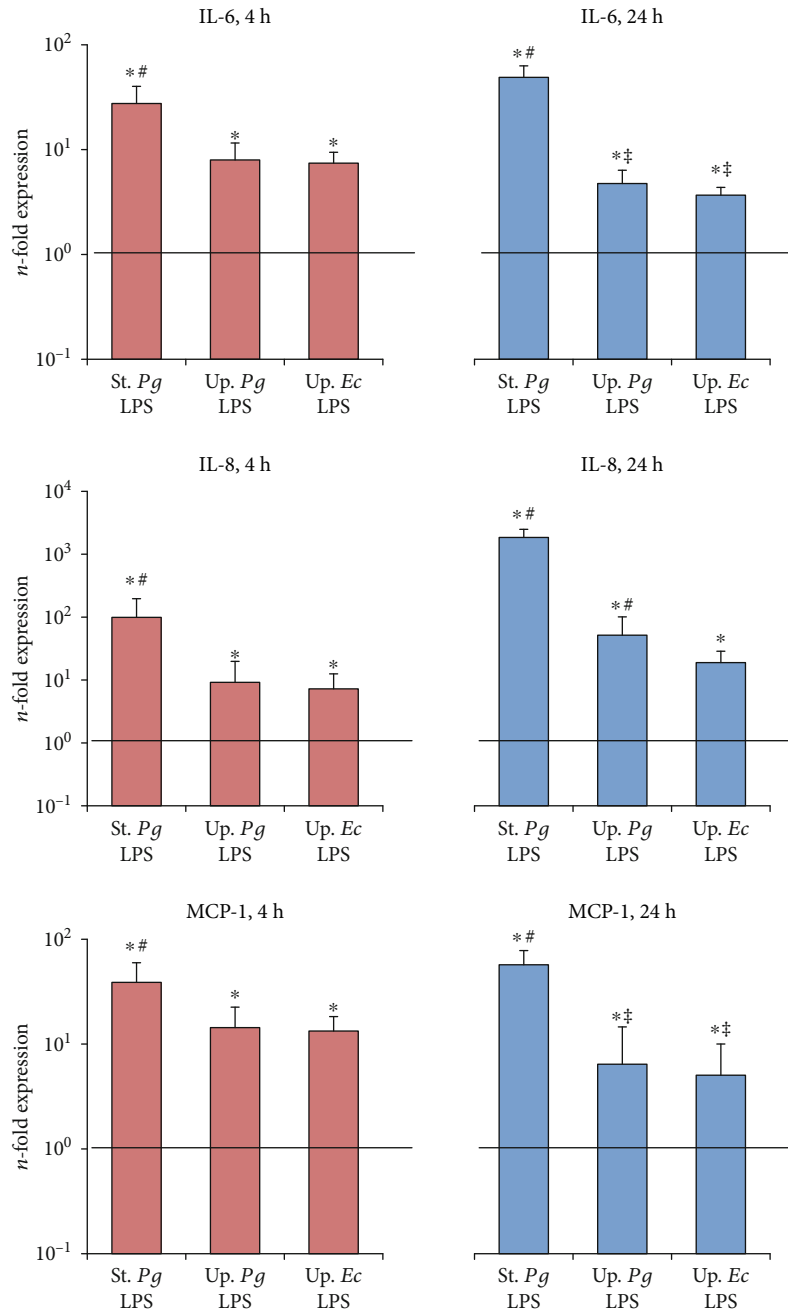 IL-6, 4 h
n-fold expression
10²
10¹
10⁰
10⁻¹
*#
*
*
St. Pg
LPS
Up. Pg
LPS
Up. Ec
LPS
IL-6, 24 h
*#
*‡
*‡
St. Pg
LPS
Up. Pg
LPS
Up. Ec
LPS
IL-8, 4 h
n-fold expression
10⁴
10³
10²
10¹
10⁰
10⁻¹
*#
*
*
St. Pg
LPS
Up. Pg
LPS
Up. Ec
LPS
IL-8, 24 h
*#
*#
*
St. Pg
LPS
Up. Pg
LPS
Up. Ec
LPS
MCP-1, 4 h
n-fold expression
10²
10¹
10⁰
10⁻¹
*#
*
*
St. Pg
LPS
Up. Pg
LPS
Up. Ec
LPS
MCP-1, 24 h
*#
*‡
*‡
St. Pg
LPS
Up. Pg
LPS
Up. Ec
LPS